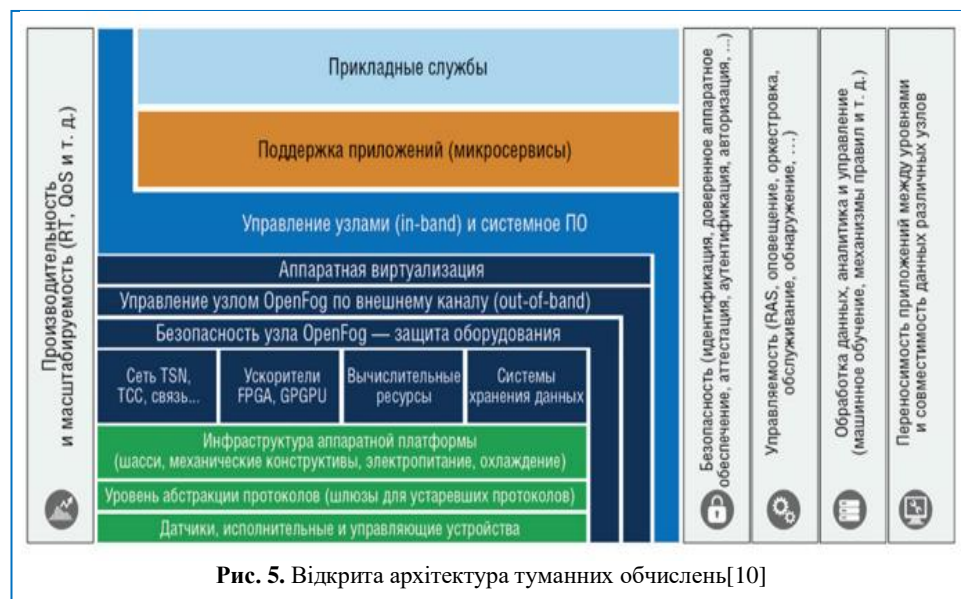 Производительность
и масштабируемость (RT, QoS и т. д.)
Прикладные службы
Поддержка приложений (микросервисы)
Управление узлами (in-band) и системное ПО
Аппаратная виртуализация
Управление узлом OpenFog по внешнему каналу (out-of-band)
Безопасность узла OpenFog — защита оборудования
Сеть TSN,
TCC, связь...
Ускорители
FPGA, GPGPU
Вычислительные
ресурсы
Системы
хранения данных
Инфраструктура аппаратной платформы
(шасси, механические конструктивы, электропитание, охлаждение)
Уровень абстракции протоколов (шлюзы для устаревших протоколов)
Датчики, исполнительные и управляющие устройства
Безопасность (идентификация, доверенное аппаратное
обеспечение, аттестация, аутентификация, авторизация, ...)
Управляемость (RAS, оповещение, оркестровка,
обслуживание, обнаружение, ...)
Обработка данных, аналитика и управление
(машинное обучение, механизмы правил и т. д.)
Переносимость приложений между уровнями
и совместимость данных различных узлов
Рис. 5. Відкрита архітектура туманних обчислень[10]